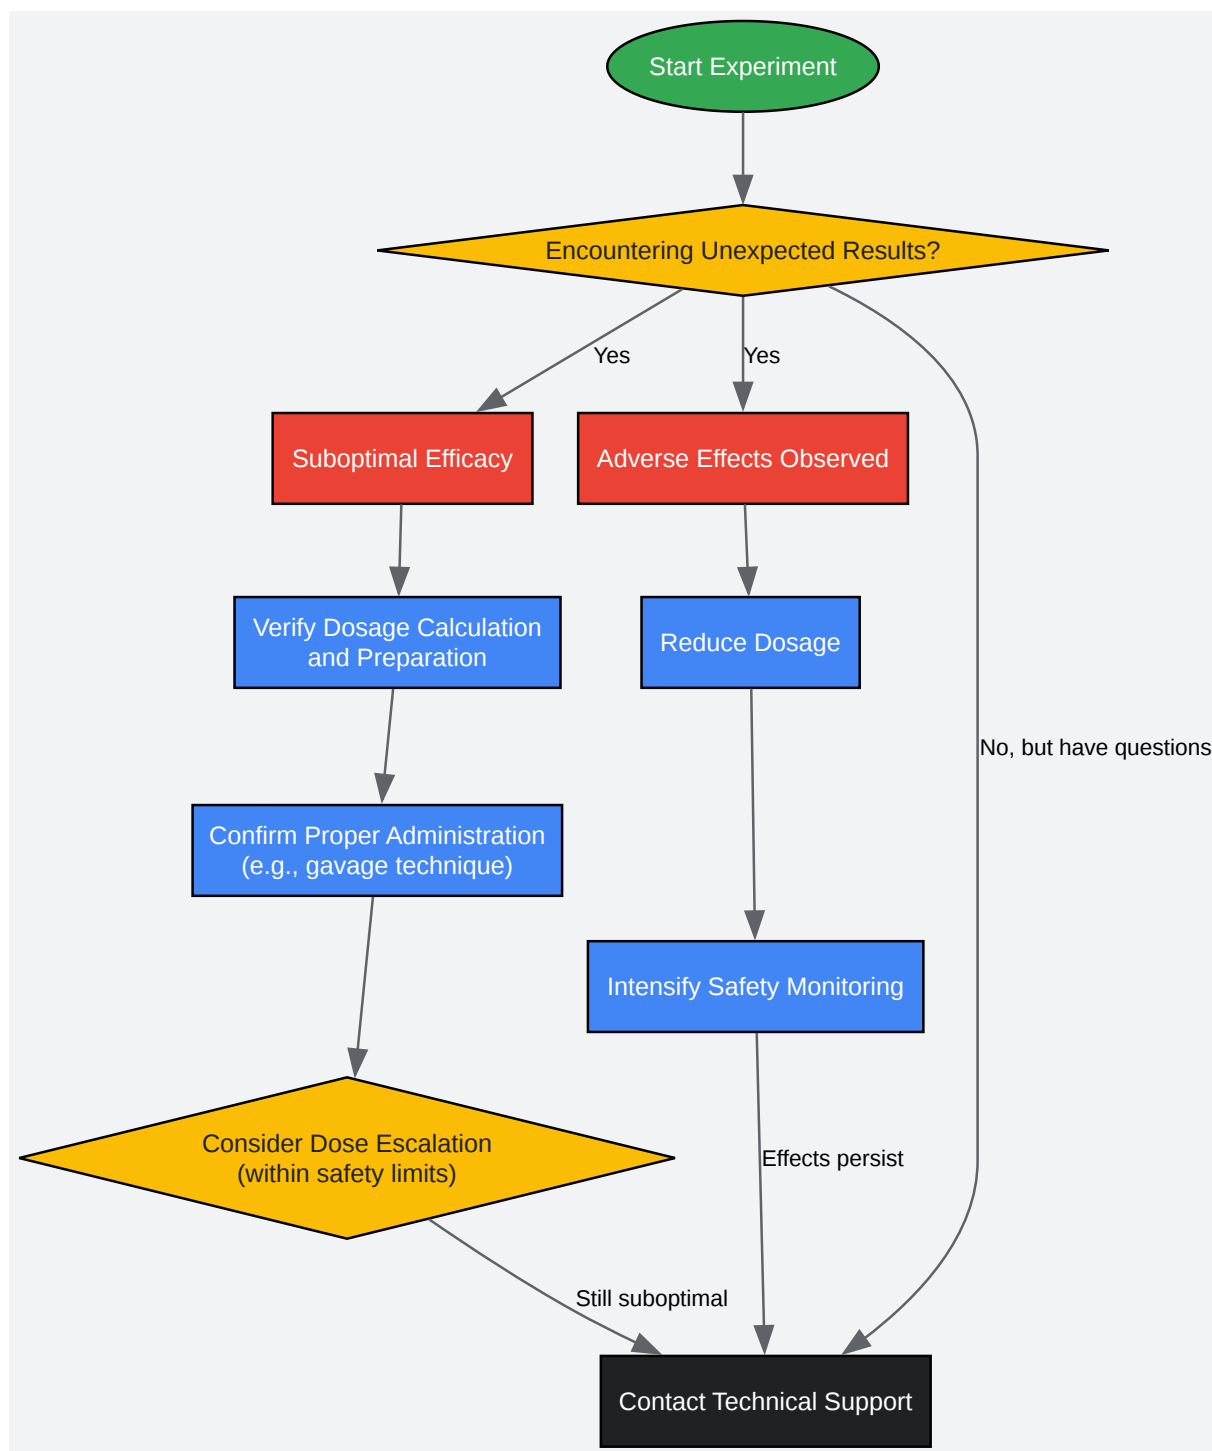 Start Experiment
Encountering Unexpected Results?
Yes
Yes
Suboptimal Efficacy
Adverse Effects Observed
Verify Dosage Calculation
and Preparation
Reduce Dosage
No, but have questions
Confirm Proper Administration
(e.g., gavage technique)
Intensify Safety Monitoring
Consider Dose Escalation
(within safety limits)
Effects persist
Still suboptimal
Contact Technical Support